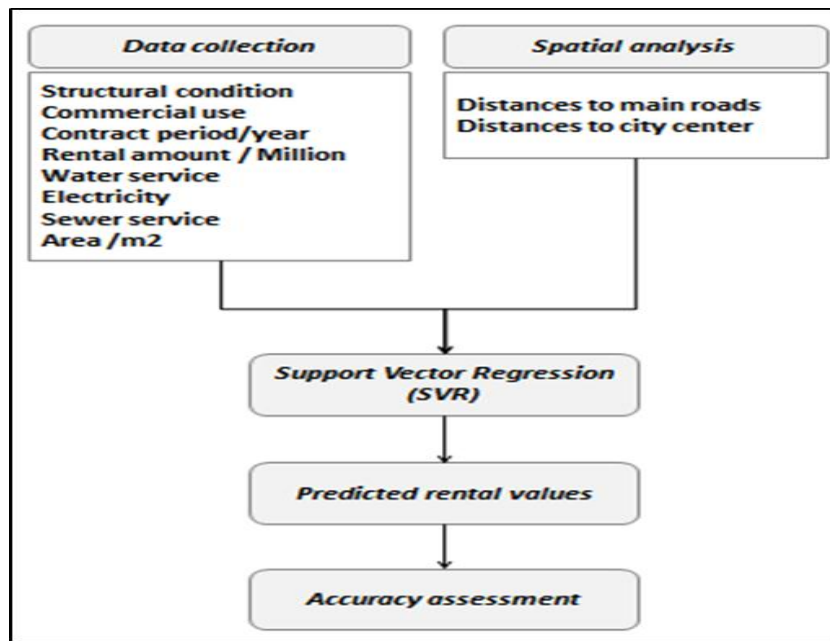 Data collection
Structural condition
Commercial use
Contract period/year
Rental amount / Million
Water service
Electricity
Sewer service
Area /m2
Spatial analysis
Distances to main roads
Distances to city center
Support Vector Regression
(SVR)
Predicted rental values
Accuracy assessment